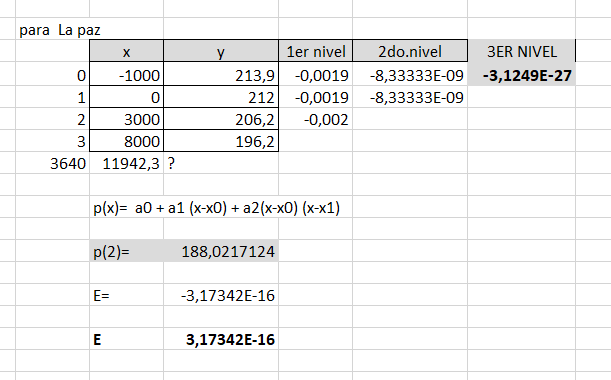 para La paz
x y 1er nivel 2do.nivel 3ER NIVEL
0 -1000 213,9 -0,0019 -8,33333E-09 -3,1249E-27
1 0 212 -0,0019 -8,33333E-09
2 3000 206,2 -0,002
3 8000 196,2
3640 11942,3 ?
p(x)= a0 + a1 (x-x0) + a2(x-x0) (x-x1)
p(2)= 188,0217124
E= -3,17342E-16
E 3,17342E-16